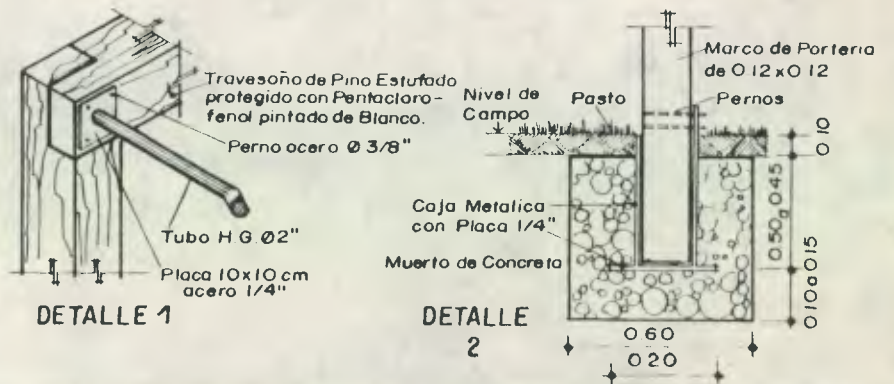 Travesoño de Pino Estufado
protegido con Pentacloro-
fenol pintado de Blanco.
Perno acero Ø 3/8"
Tubo H.G. Ø2"
Placa 10x10 cm
acero 1/4"
DETALLE 1
Marco de Porteria
de 0.12x0.12
Nivel de
Campo
Pasto
Pernos
0.10
Caja Metalica
con Placa 1/4"
0.50 a 0.45
Muerto de Concreto
0.10 a 0.15
DETALLE
2
0.60
0.20